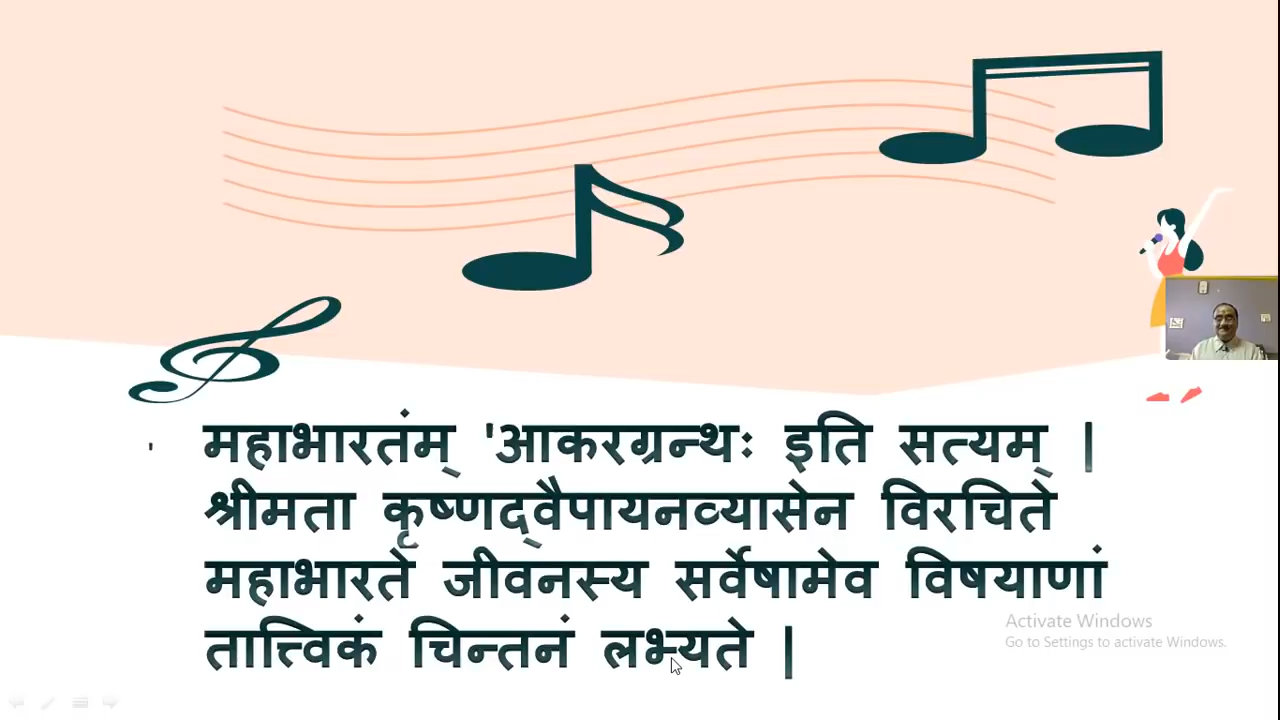 ' महाभारतंम् 'आकरग्रन्थः इति सत्यम् |
श्रीमता कृष्णद्वैपायनव्यासेन विरचिते
महाभारते जीवनस्य सर्वेषामेव विषयाणां
तात्त्विकं चिन्तनं लभ्यते |
Activate Windows
Go to Settings to activate Windows.